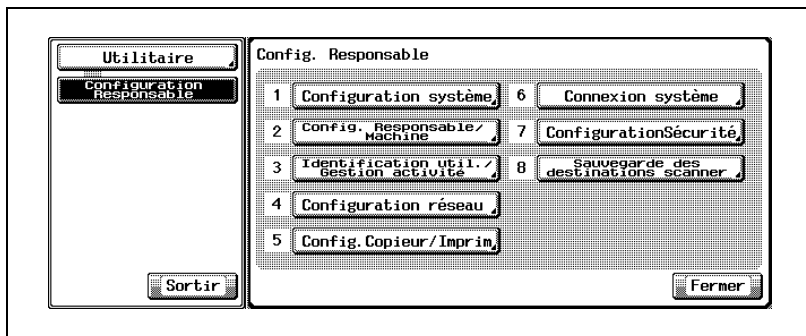 Utilitaire
Configuration
Responsable
Sortir
Config. Responsable
1 Configuration système
2 Config. Responsable/
Machine
3 Identification util./
Gestion activité
4 Configuration réseau
5 Config.Copieur/Imprim
6 Connexion système
7 ConfigurationSécurité
8 Sauvegarde des
destinations scanner
Fermer